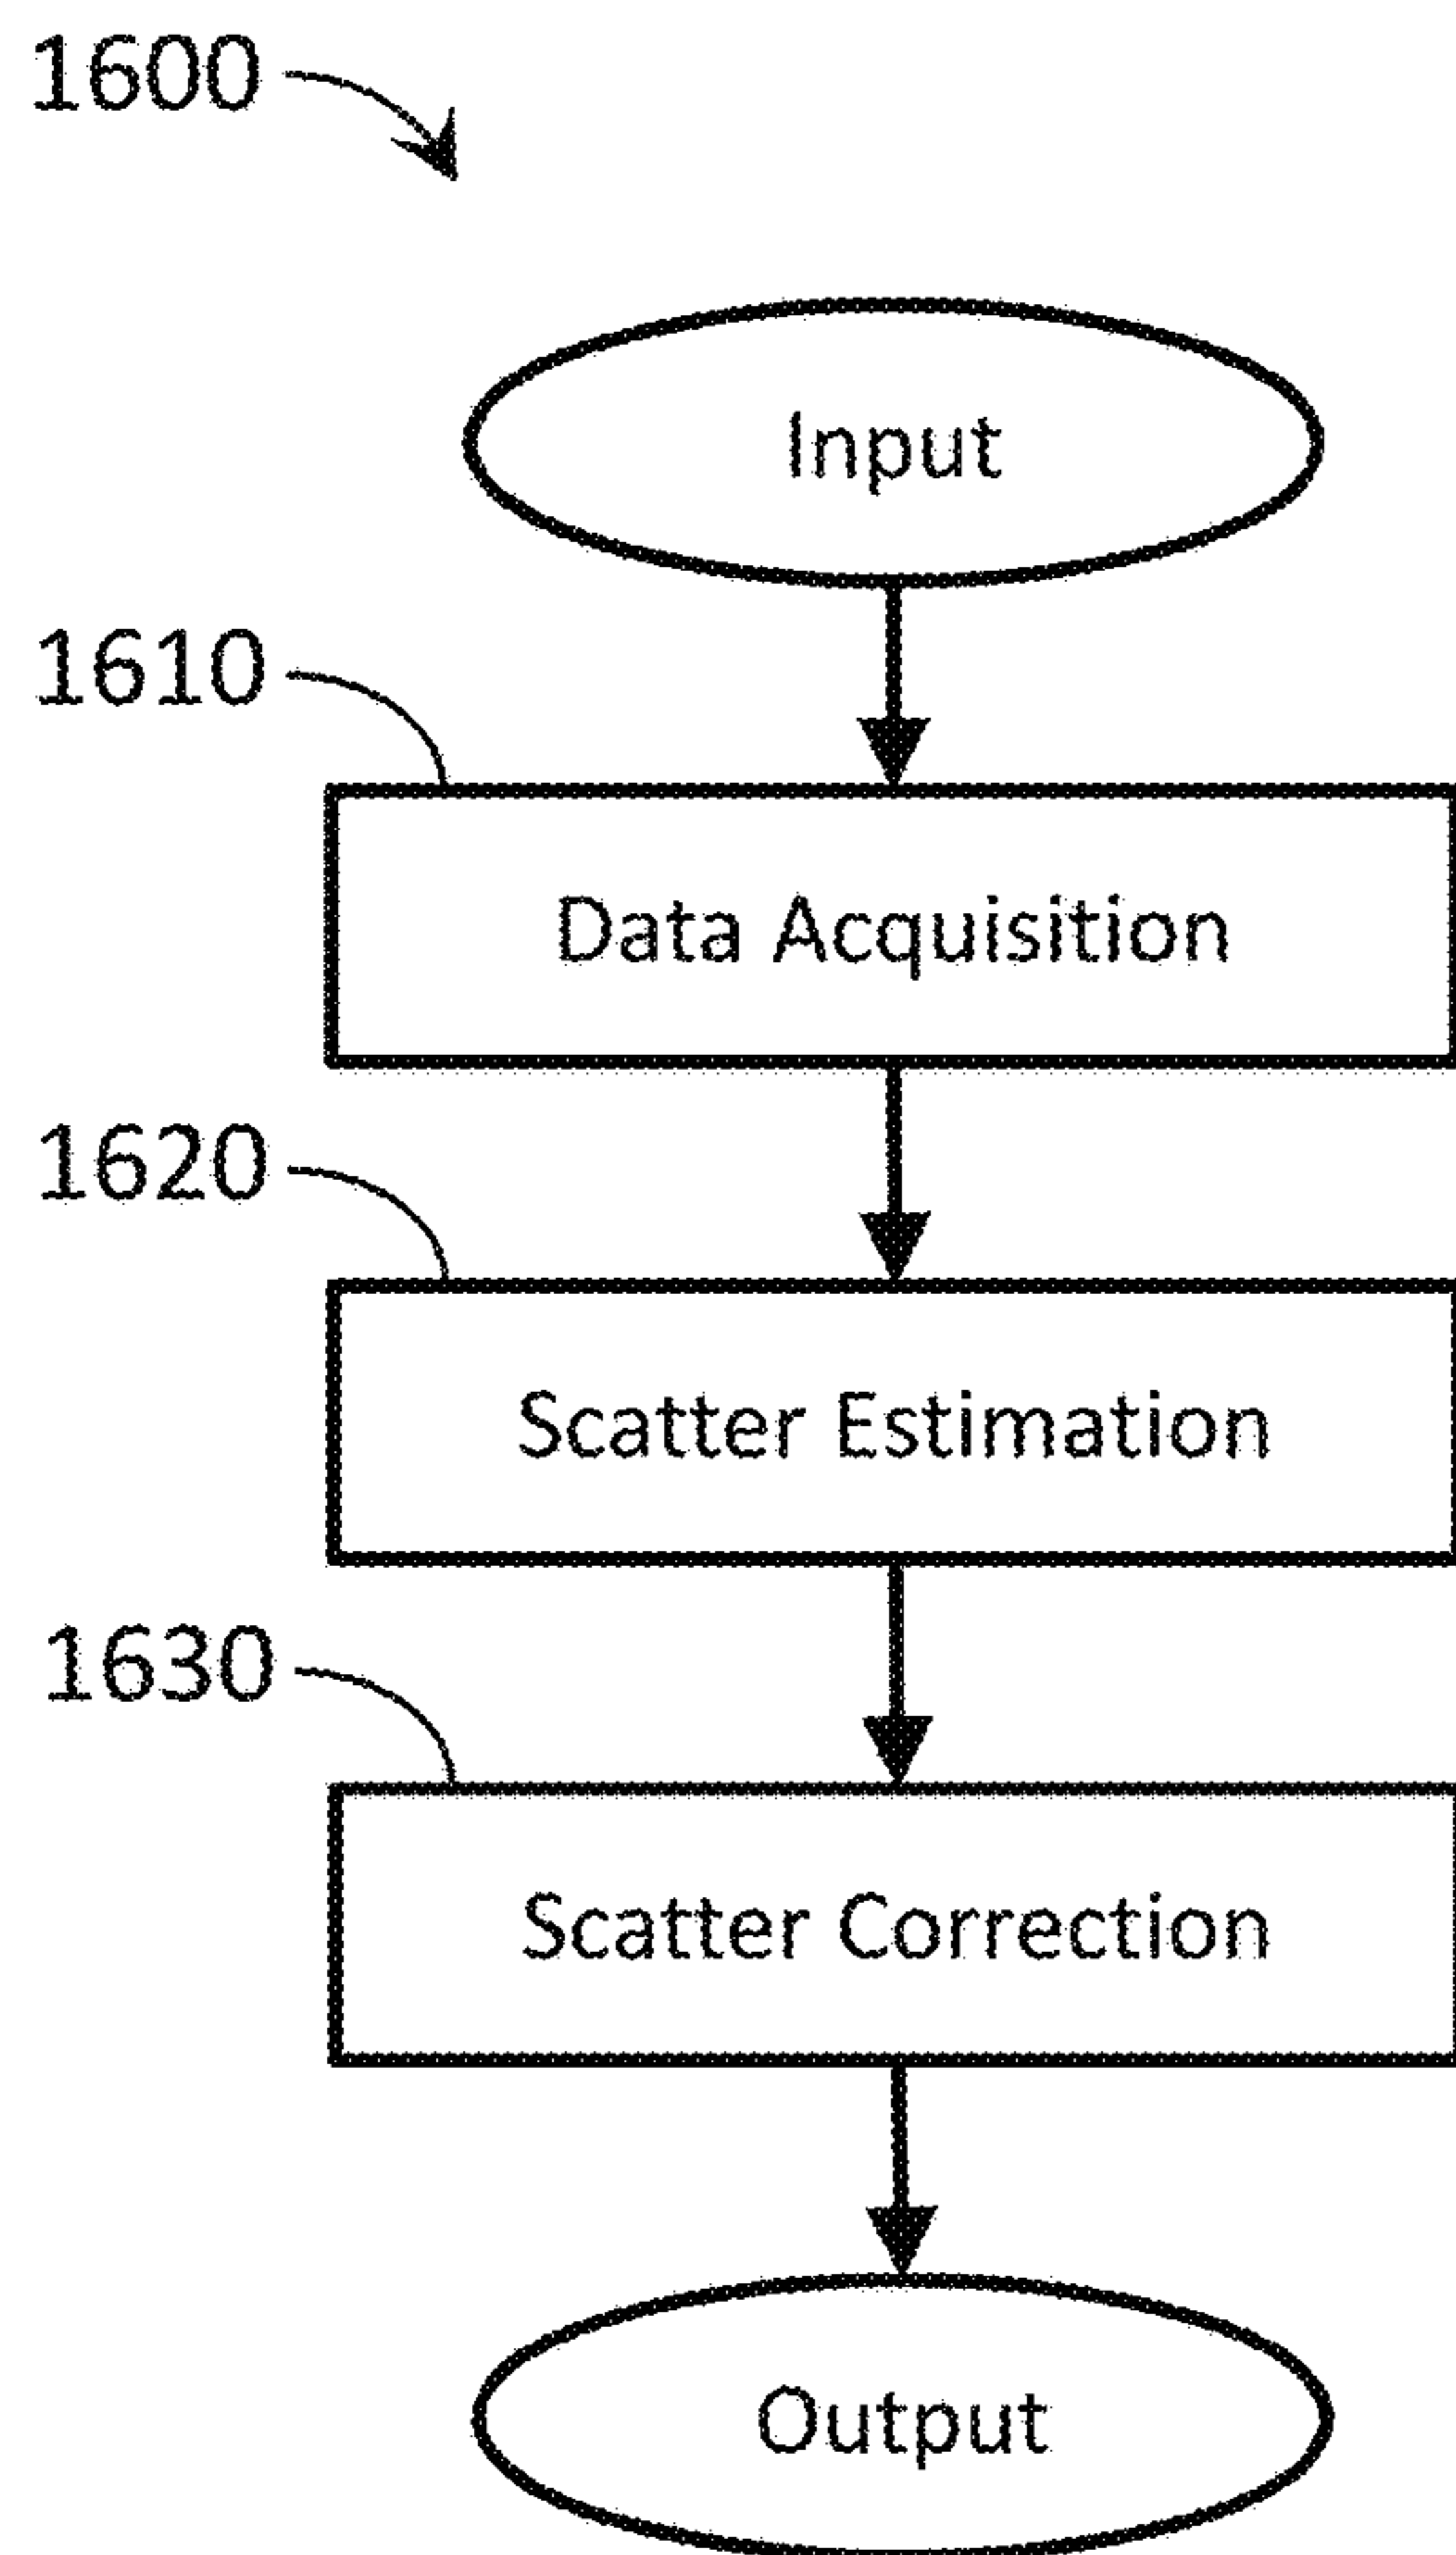 1600
Input
1610
Data Acquisition
1620
Scatter Estimation
1630
Scatter Correction
Output